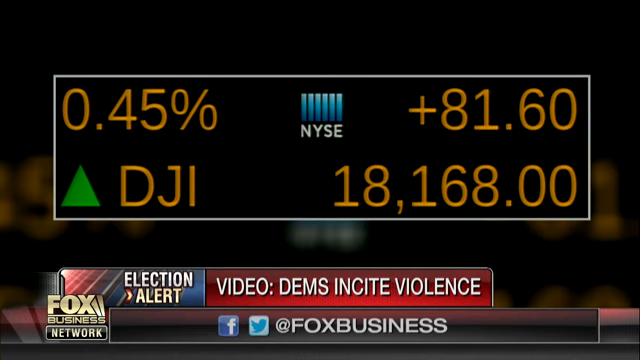 0.45%
NYSE
+81.60
DJI
18,168.00
ELECTION
ALERT
VIDEO: DEMS INCITE VIOLENCE
FOX
BUSINESS
NETWORK
@FOXBUSINESS